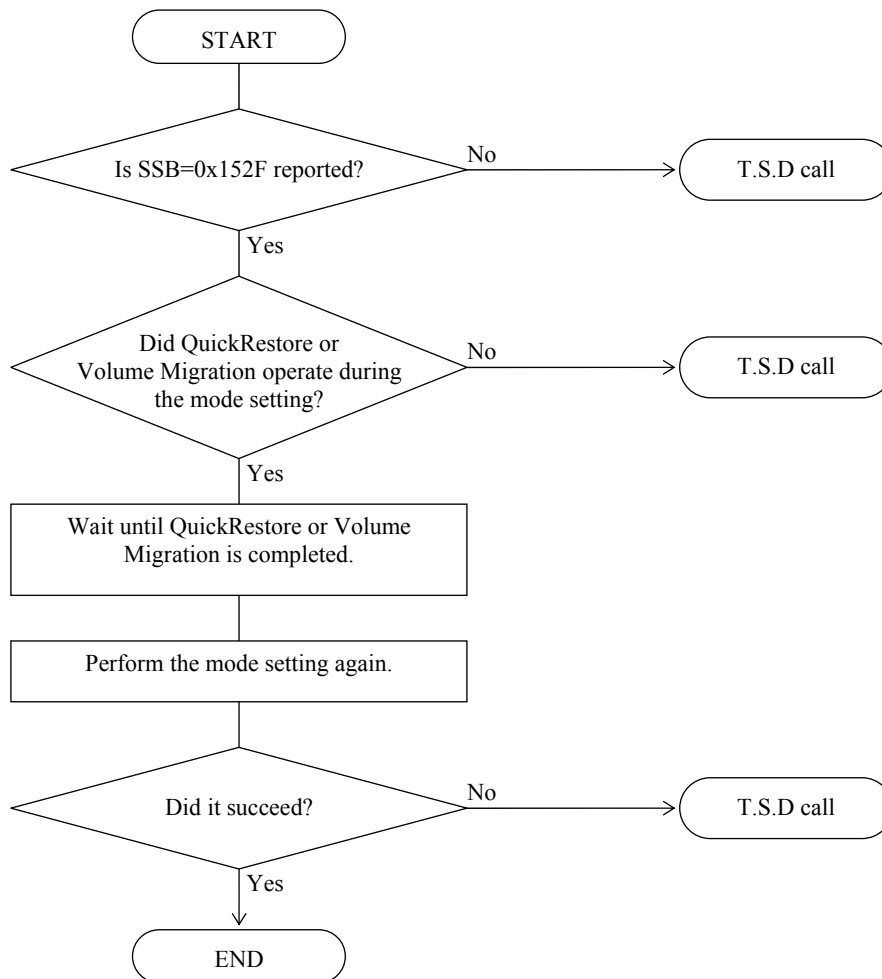 START
Is SSB=0x152F reported?
No
T.S.D call
Yes
Did QuickRestore or
Volume Migration operate during
the mode setting?
No
T.S.D call
Yes
Wait until QuickRestore or Volume
Migration is completed.
Perform the mode setting again.
Did it succeed?
No
T.S.D call
Yes
END